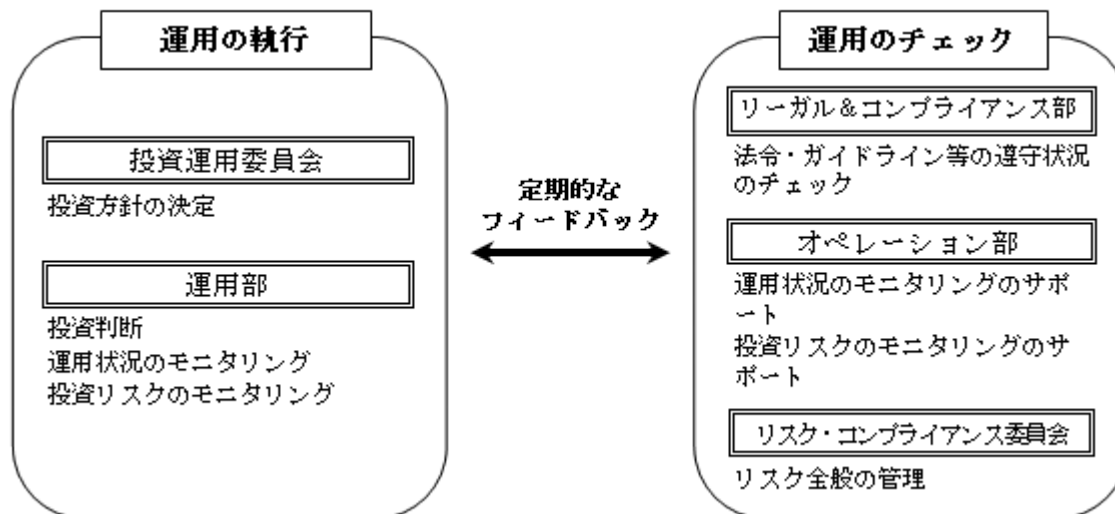 運用の執行
投資運用委員会
投資方針の決定
運用部
投資判断
運用状況のモニタリング
投資リスクのモニタリング
定期的な
フィードバック
運用のチェック
リーガル＆コンプライアンス部
法令・ガイドライン等の遵守状況
のチェック
オペレーション部
運用状況のモニタリングのサポ
ート
投資リスクのモニタリングのサ
ポート
リスク・コンプライアンス委員会
リスク全般の管理